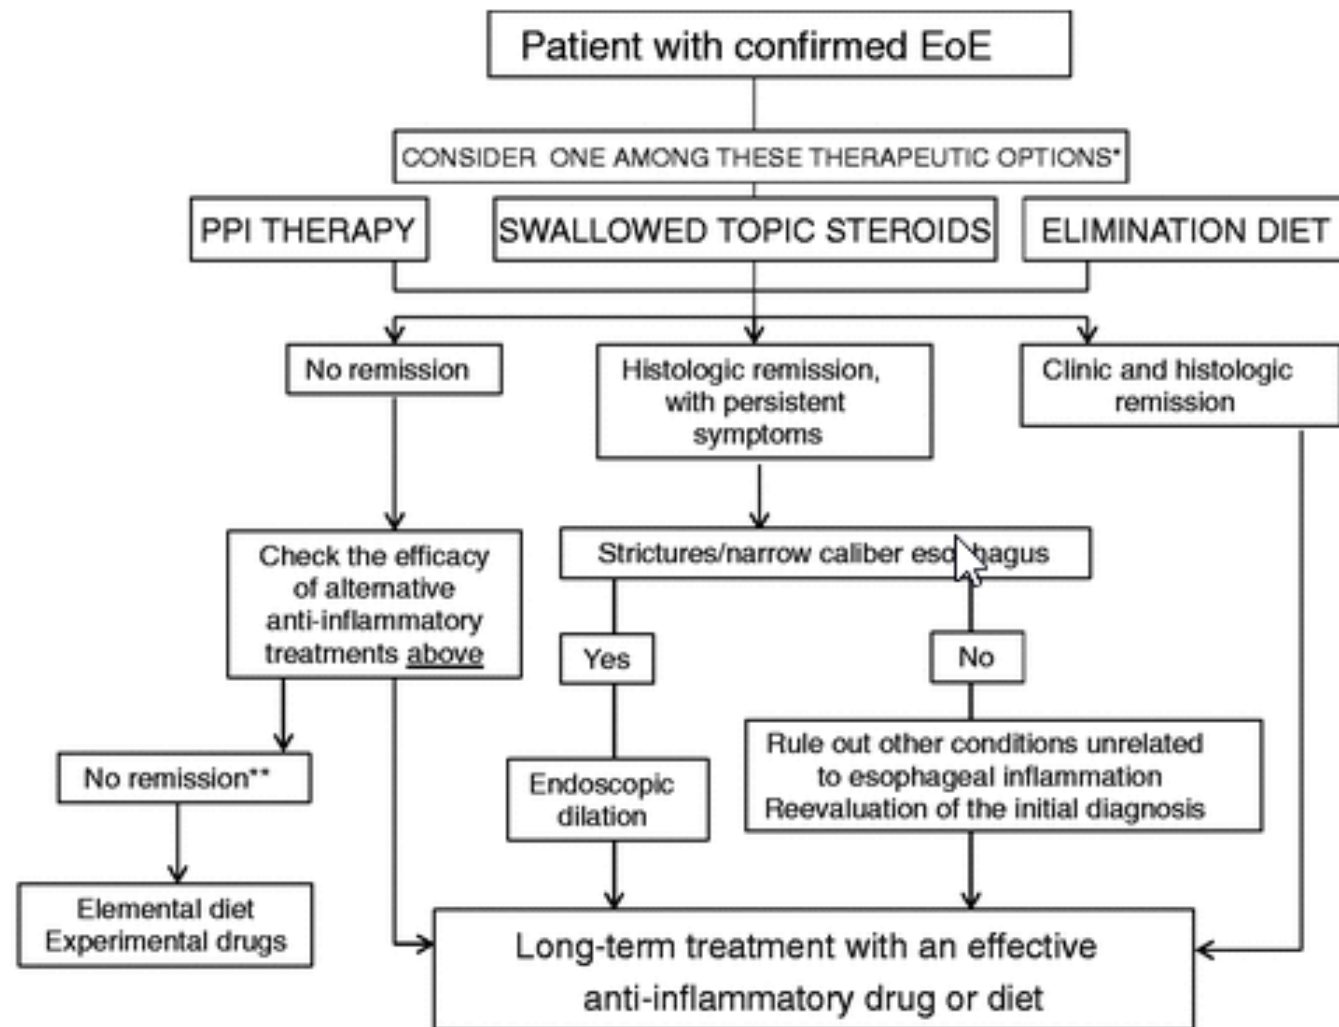 Patient with confirmed EoE
CONSIDER ONE AMONG THESE THERAPEUTIC OPTIONS*
PPI THERAPY
SWALLOWED TOPIC STEROIDS
ELIMINATION DIET
No remission
Histologic remission,
with persistent
symptoms
Clinic and histologic
remission
Check the efficacy
of alternative
anti-inflammatory
treatments above
Strictures/narrow caliber esophagus
Yes
No
No remission**
Endoscopic
dilation
Rule out other conditions unrelated
to esophageal inflammation
Reevaluation of the initial diagnosis
Elemental diet
Experimental drugs
Long-term treatment with an effective
anti-inflammatory drug or diet